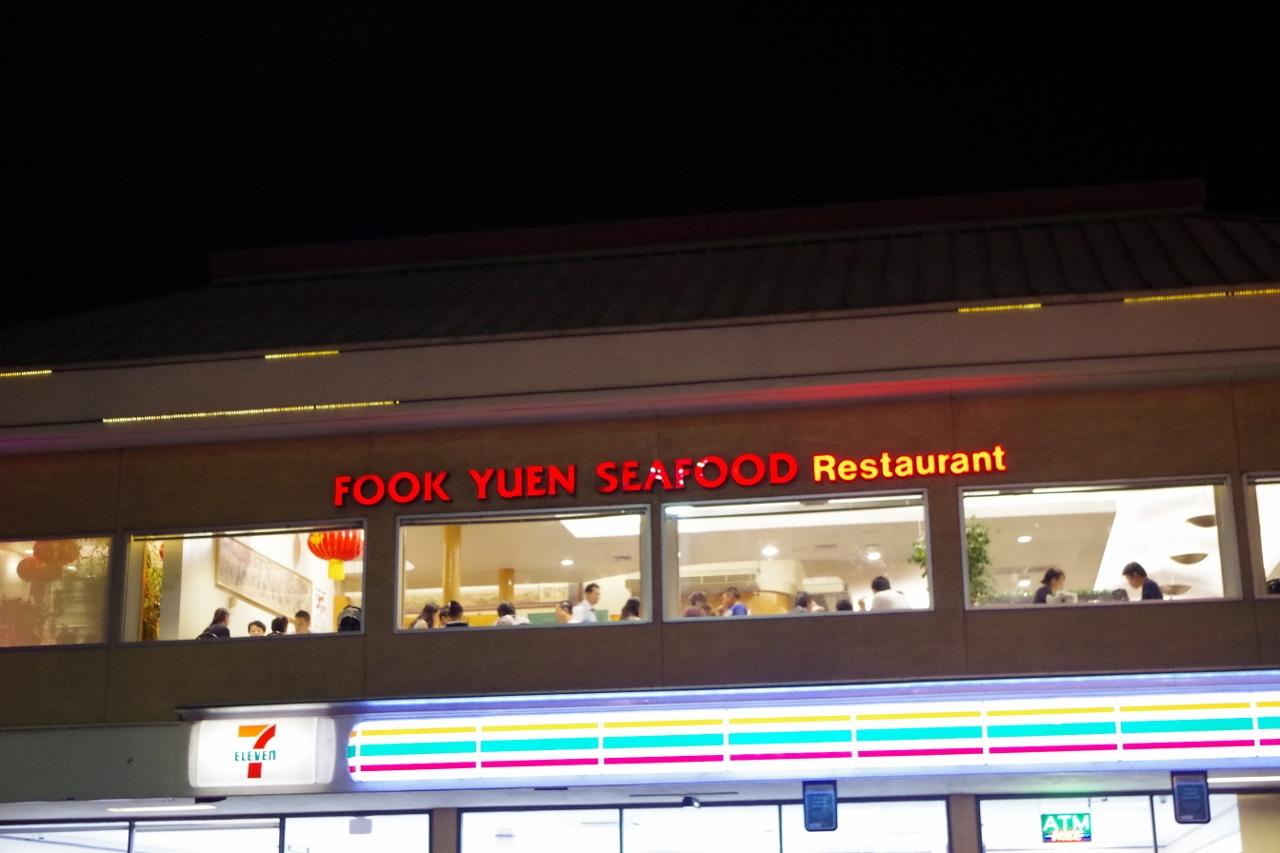 FOOK YUEN SEAFOOD Restaurant
7
ELEVEN
ATM